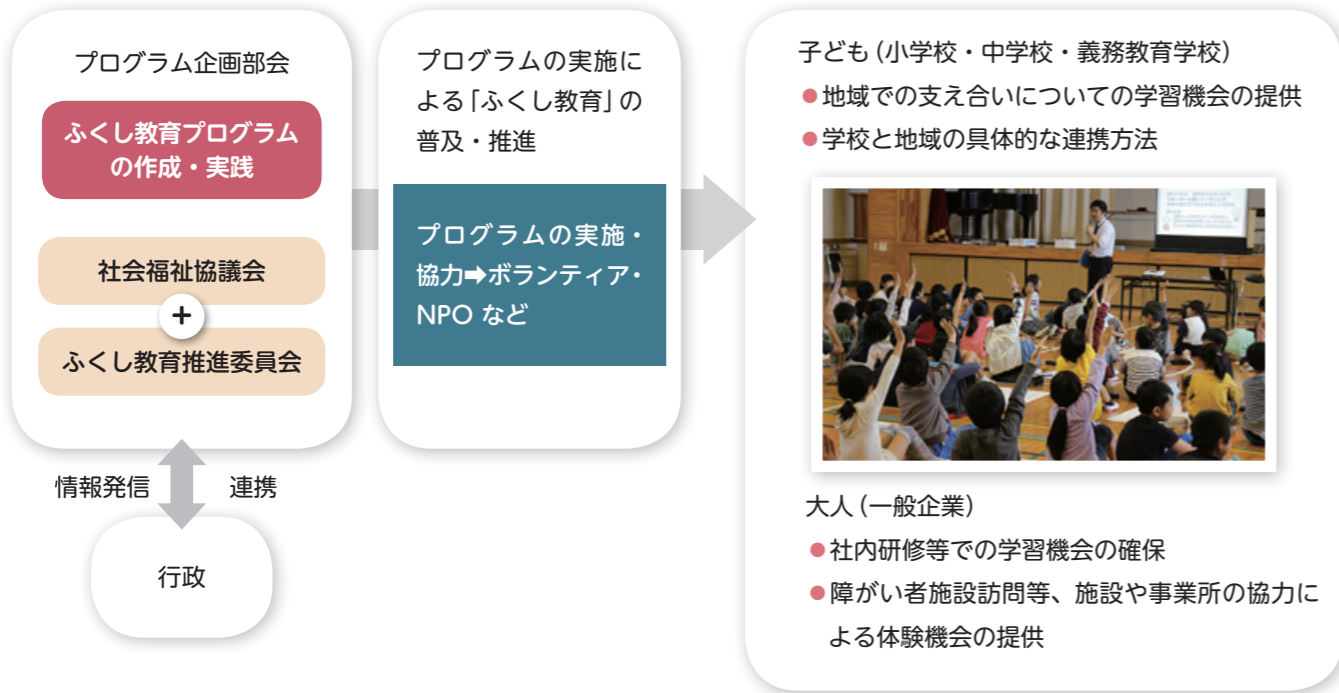 プログラム企画部会
ふくし教育プログラム
の作成・実践
社会福祉協議会
+
ふくし教育推進委員会
情報発信
連携
行政
プログラムの実施に
よる「ふくし教育」の
普及・推進
プログラムの実施・
協力➡ボランティア・
NPO など
子ども(小学校・中学校・義務教育学校)
●地域での支え合いについての学習機会の提供
●学校と地域の具体的な連携方法
大人(一般企業)
●社内研修等での学習機会の確保
●障がい者施設訪問等、施設や事業所の協力に
よる体験機会の提供